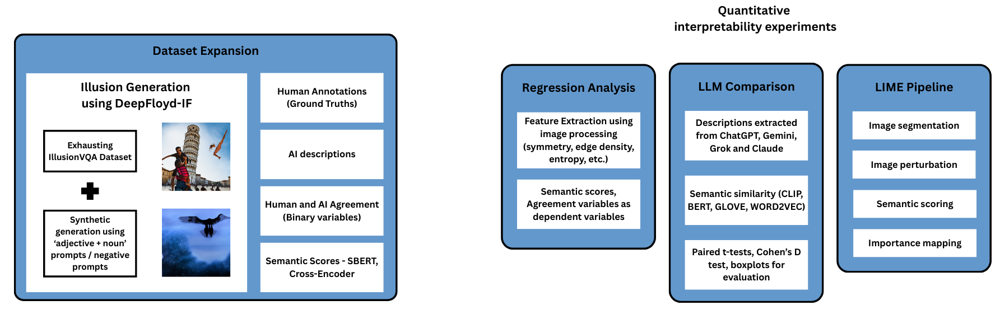 Dataset Expansion
Illusion Generation
using DeepFloyd-IF
Exhausting
IllusionVQA Dataset
Synthetic
generation using
‘adjective + noun’
prompts / negative
prompts
Human Annotations
(Ground Truths)
AI descriptions
Human and AI Agreement
(Binary variables)
Semantic Scores - SBERT,
Cross-Encoder
Quantitative
interpretability experiments
Regression Analysis
Feature Extraction using
image processing
(symmetry, edge density,
entropy, etc.)
Semantic scores,
Agreement variables as
dependent variables
LLM Comparison
Descriptions extracted
from ChatGPT, Gemini,
Grok and Claude
Semantic similarity (CLIP,
BERT, GLOVE, WORD2VEC)
Paired t-tests, Cohen’s D
test, boxplots for
evaluation
LIME Pipeline
Image segmentation
Image perturbation
Semantic scoring
Importance mapping